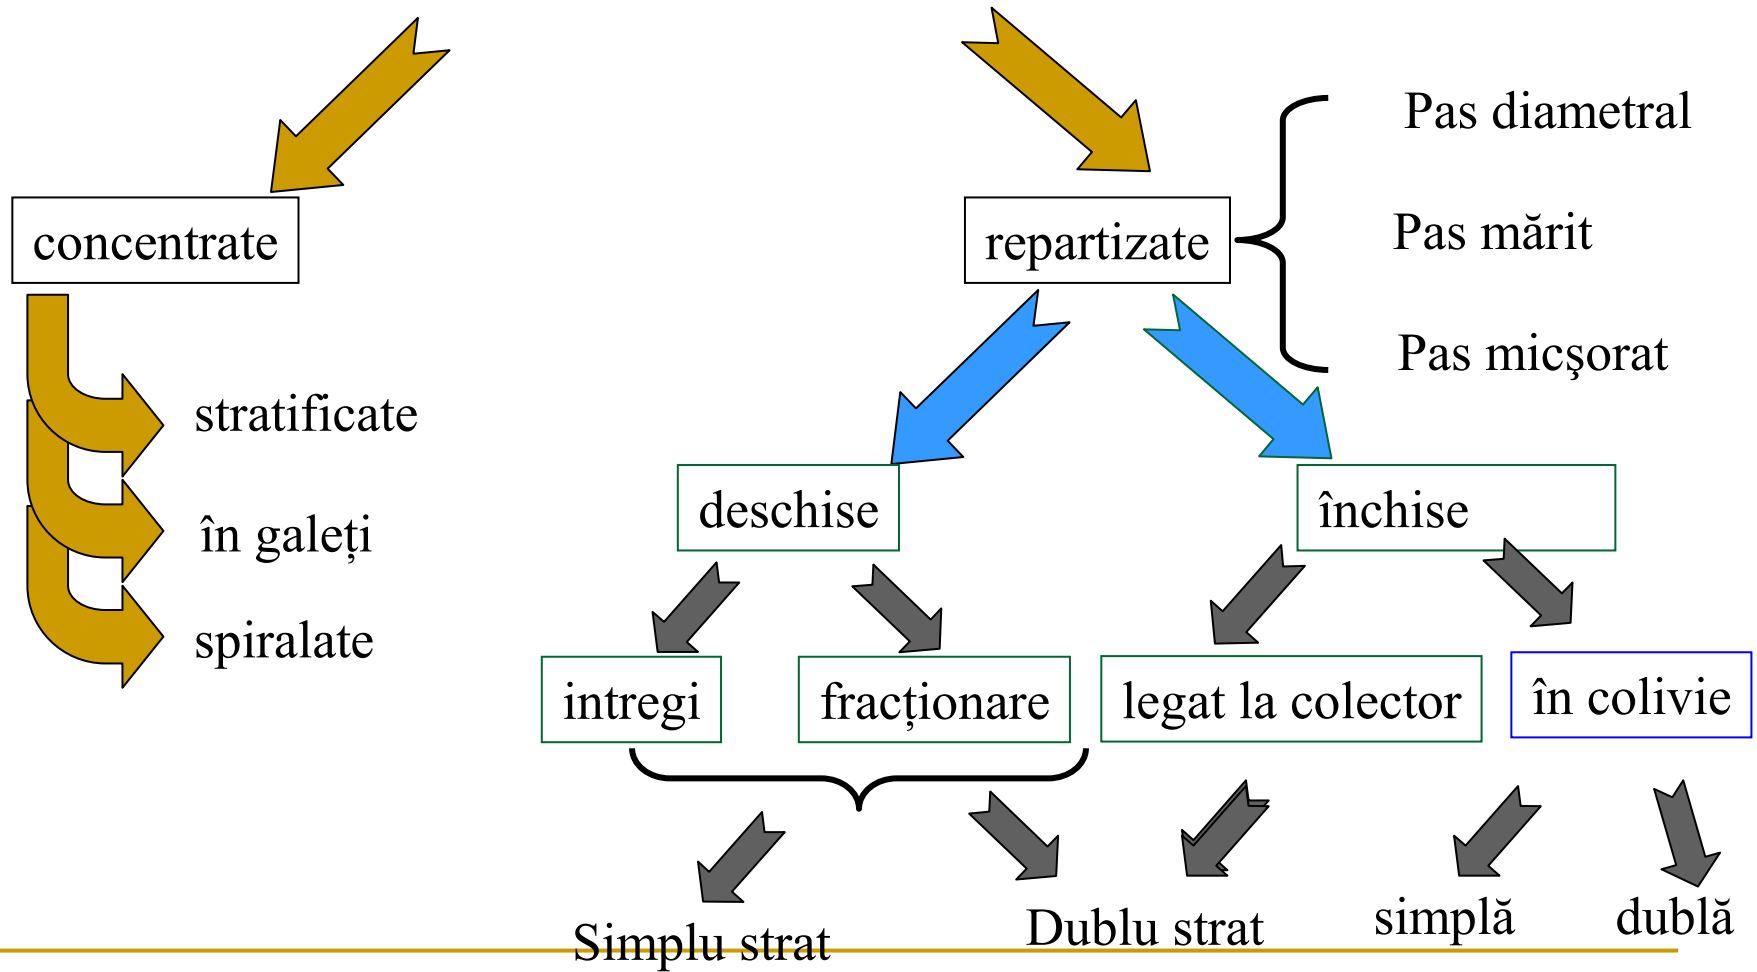 Pas diametral
concentrate
repartizate
Pas mărit
Pas micşorat
stratificate
deschise
închise
în galeți
spiralate
intregi
fracționare
legat la colector
în colivie
Simplu strat
Dublu strat
simplă
dublă